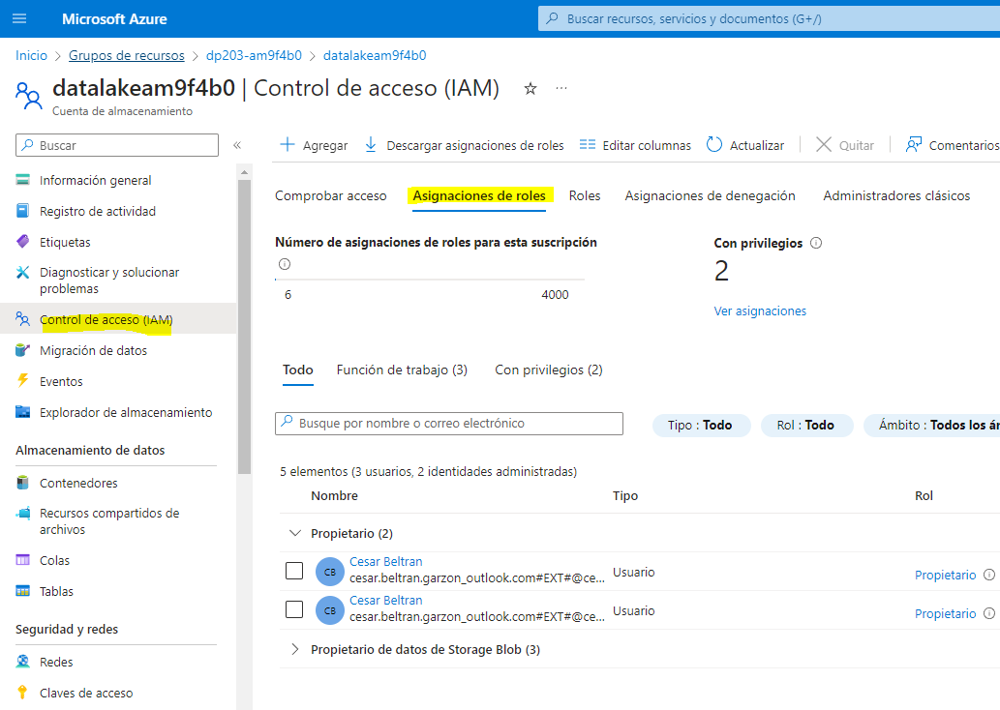 Microsoft Azure
Buscar recursos, servicios y documentos (G+/)
Inicio > Grupos de recursos > dp203-am9f4b0 > datalakeam9f4b0
datalakeam9f4b0 | Control de acceso (IAM)
Cuenta de almacenamiento
Buscar
Información general
Registro de actividad
Etiquetas
Diagnosticar y solucionar
problemas
Control de acceso (IAM)
Migración de datos
Eventos
Explorador de almacenamiento
Almacenamiento de datos
Contenedores
Recursos compartidos de
archivos
Colas
Tablas
Seguridad y redes
Redes
Claves de acceso
Agregar Descargar asignaciones de roles Editar columnas Actualizar Quitar Comentarios
Comprobar acceso Asignaciones de roles Roles Asignaciones de denegación Administradores clásicos
Número de asignaciones de roles para esta suscripción
6 4000
Con privilegios
2
Ver asignaciones
Todo Función de trabajo (3) Con privilegios (2)
Busque por nombre o correo electrónico
Tipo : Todo Rol : Todo Ámbito : Todos los ár
5 elementos (3 usuarios, 2 identidades administradas)
Nombre Tipo Rol
Propietario (2)
CB Cesar Beltran
cesar.beltran.garzon_outlook.com#EXT#@ce... Usuario Propietario
CB Cesar Beltran
cesar.beltran.garzon_outlook.com#EXT#@ce... Usuario Propietario
Propietario de datos de Storage Blob (3)